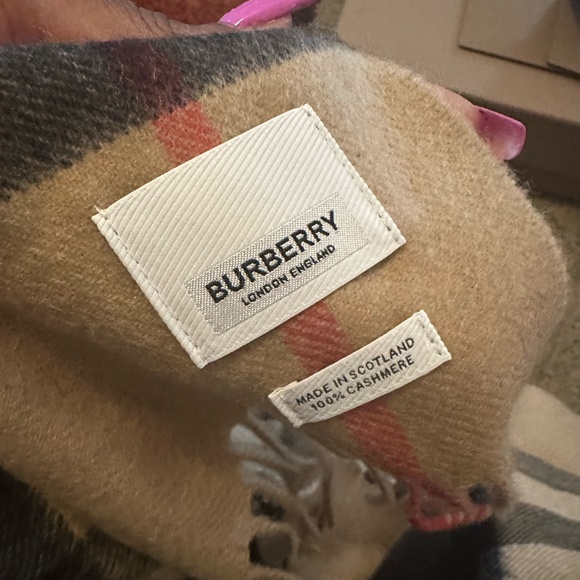 BURBERRY
LONDON ENGLAND
MADE IN SCOTLAND
100% CASHMERE